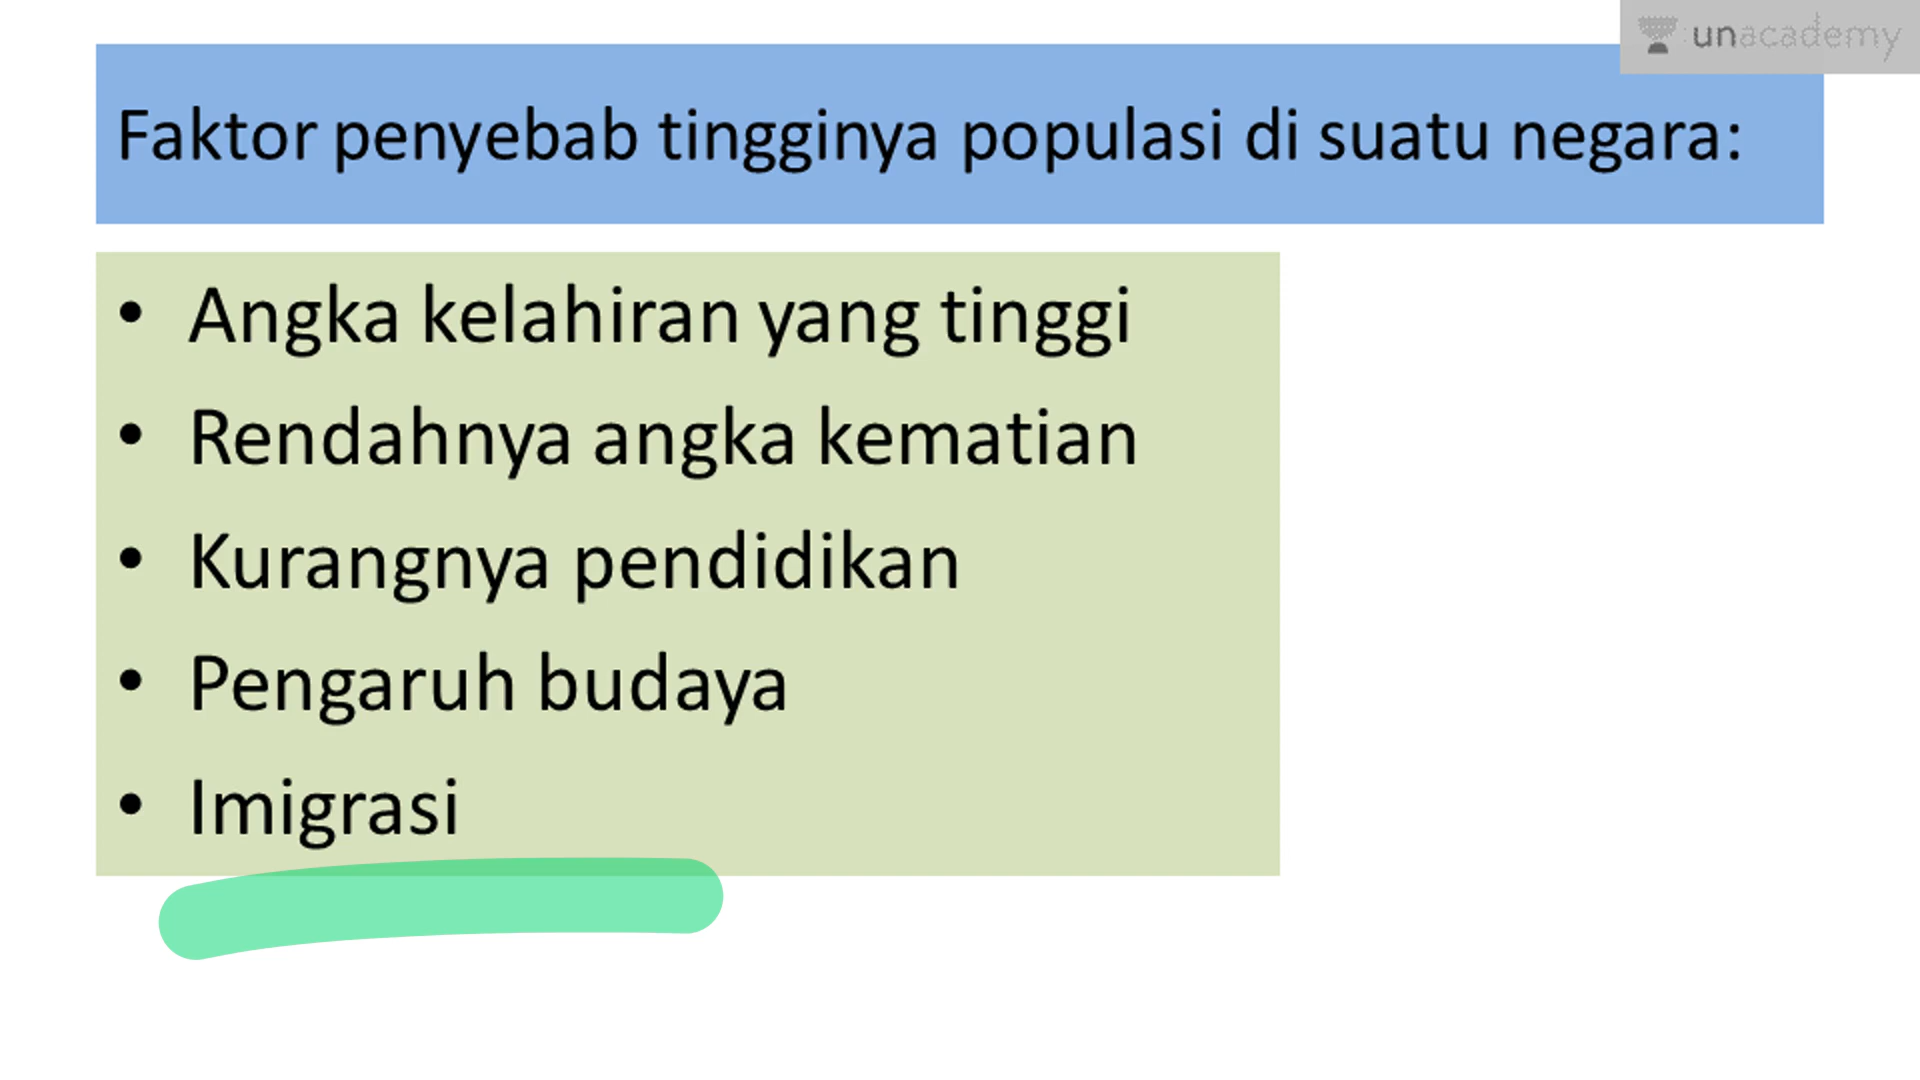 unacademy
Faktor penyebab tingginya populasi di suatu negara:
• Angka kelahiran yang tinggi
• Rendahnya angka kematian
• Kurangnya pendidikan
• Pengaruh budaya
• Imigrasi